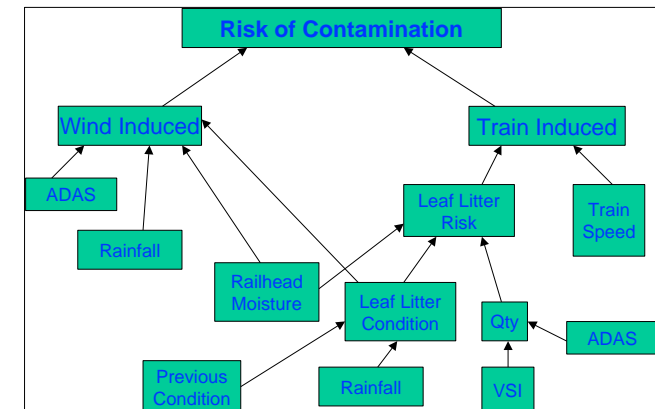 Risk of Contamination
Wind Induced
Train Induced
ADAS
Leaf Litter
Risk
Train
Speed
Rainfall
Railhead
Moisture
Leaf Litter
Condition
Qty
ADAS
Previous
Condition
Rainfall
VSI